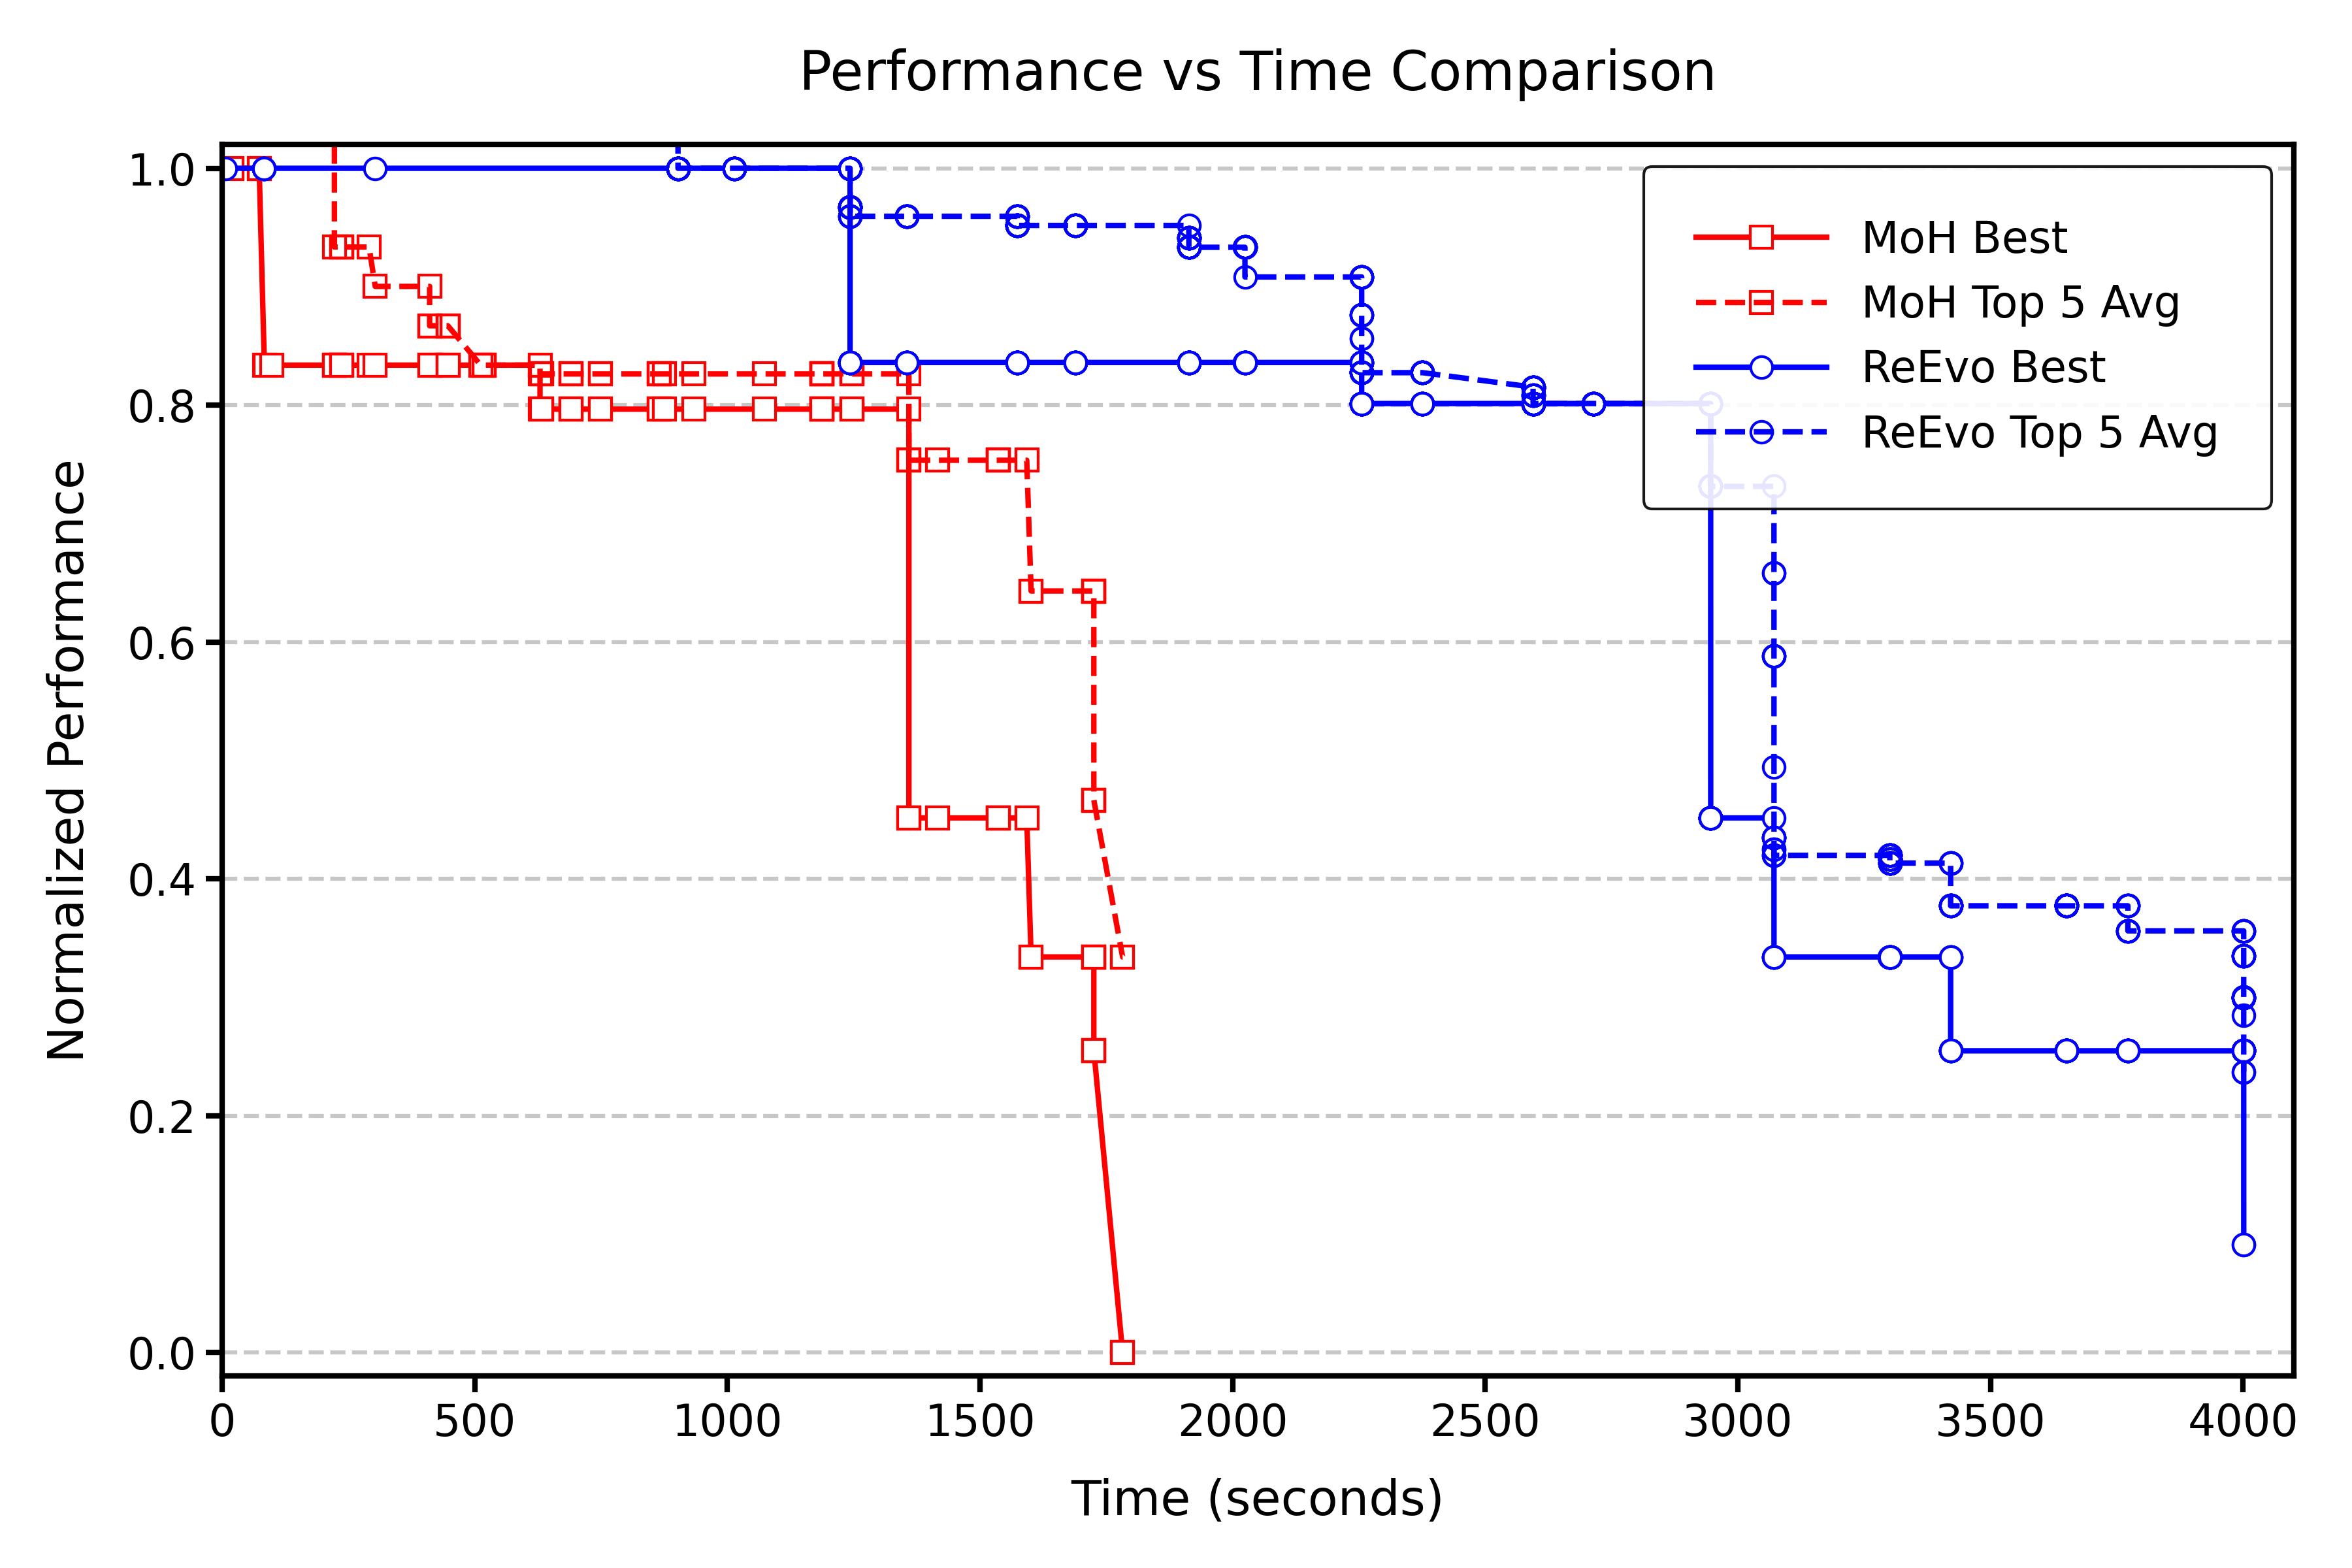 Performance vs Time Comparison
1.0
0.8
0.6
0.4
0.2
0.0
Normalized Performance
MoH Best
MoH Top 5 Avg
ReEvo Best
ReEvo Top 5 Avg
0 500 1000 1500 2000 2500 3000 3500 4000
Time (seconds)